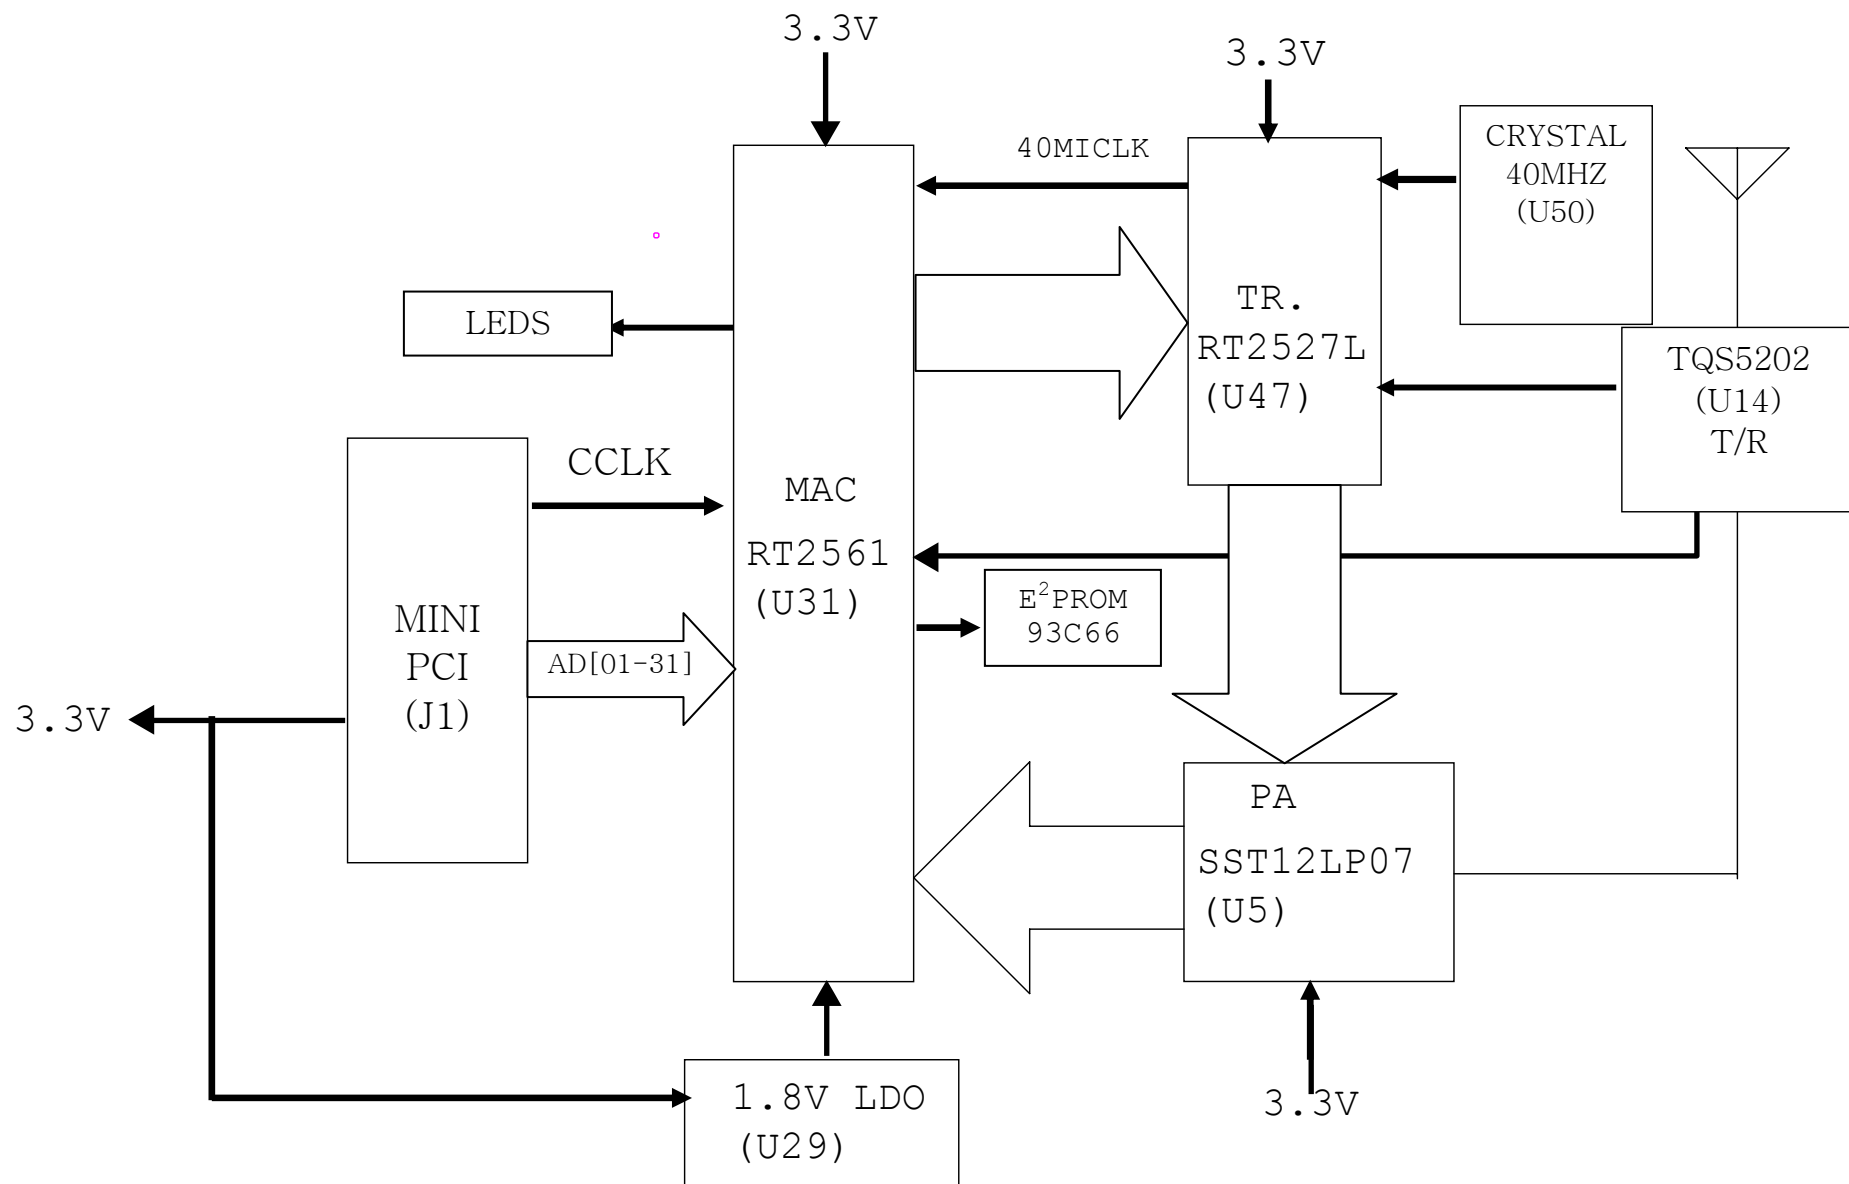 3.3V
3.3V
40MICLK
CRYSTAL
40MHZ
(U50)
LEDS
TR.
RT2527L
(U47)
TQS5202
(U14)
T/R
CCLK
MAC
RT2561
(U31)
MINI
PCI
(J1)
AD[01-31]
E²PROM
93C66
3.3V
PA
SST12LP07
(U5)
1.8V LDO
(U29)
3.3V